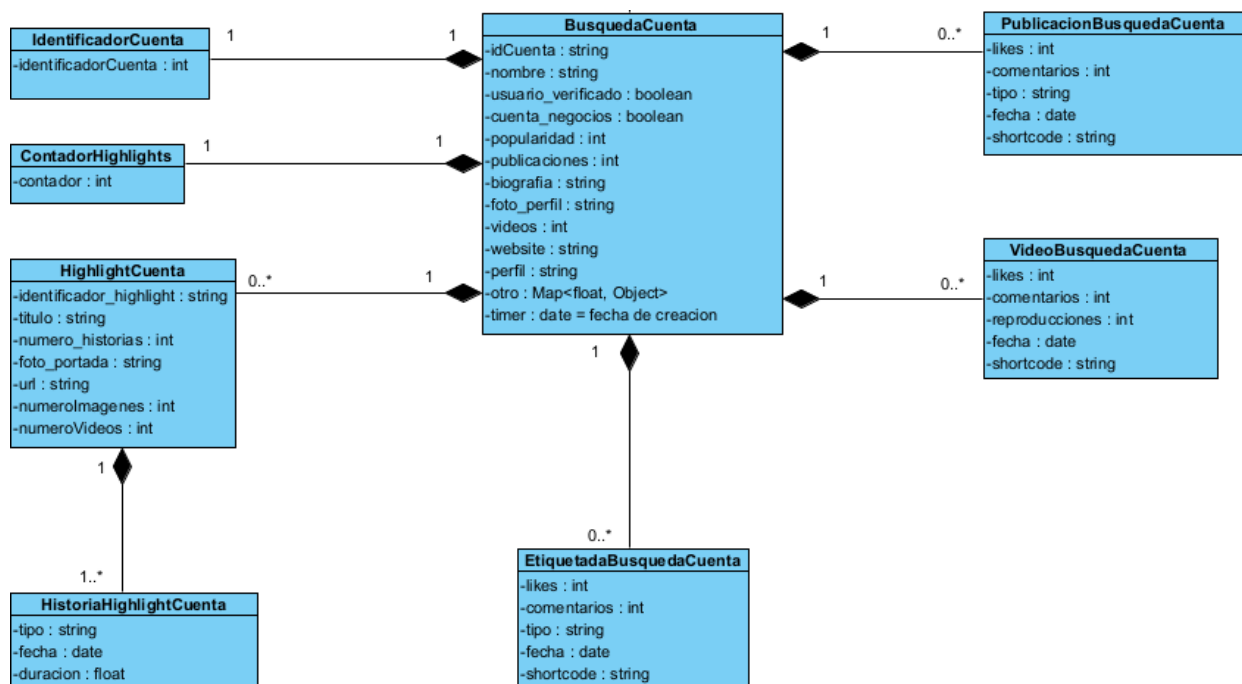 IdentificadorCuenta
-identificadorCuenta : int
1
1
ContadorHighlights
-contador : int
1
1
HighlightCuenta
-identificador_highlight : string
-titulo : string
-numero_historias : int
-foto_portada : string
-url : string
-numeroImagenes : int
-numeroVideos : int
0..*
1
1
1..*
HistoriaHighlightCuenta
-tipo : string
-fecha : date
-duracion : float
BusquedaCuenta
-idCuenta : string
-nombre : string
-usuario_verificado : boolean
-cuenta_negocios : boolean
-popularidad : int
-publicaciones : int
-biografia : string
-foto_perfil : string
-videos : int
-website : string
-perfil : string
-otro : Map<float, Object>
-timer : date = fecha de creacion
1
0..*
EtiquetadaBusquedaCuenta
-likes : int
-comentarios : int
-tipo : string
-fecha : date
-shortcode : string
1
0..*
PublicacionBusquedaCuenta
-likes : int
-comentarios : int
-tipo : string
-fecha : date
-shortcode : string
1
0..*
VideoBusquedaCuenta
-likes : int
-comentarios : int
-reproducciones : int
-fecha : date
-shortcode : string